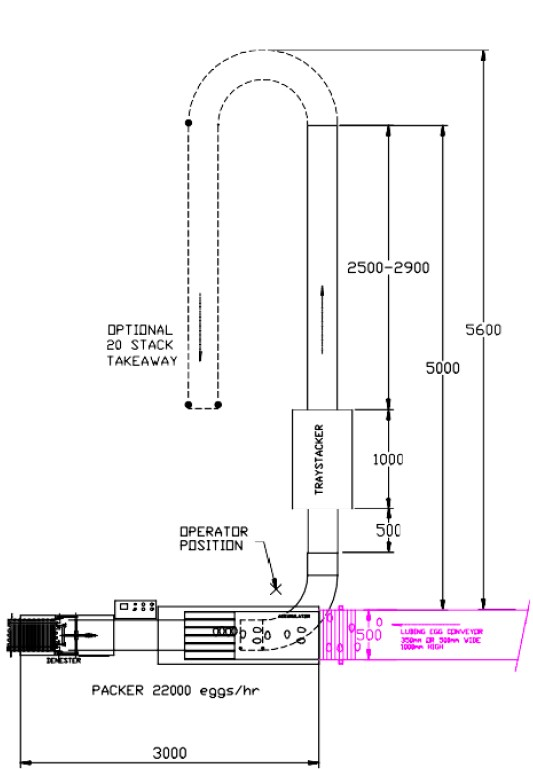 2500-2900
OPTIONAL
20 STACK
TAKEAWAY
5600
5000
TRAYSTACKER
1000
500
OPERATOR
POSITION
ACCUMULATOR
500
LUBING EGG CONVEYOR
350mm OR 500mm WIDE
1000mm HIGH
DENESTER
PACKER 22000 eggs/hr
3000